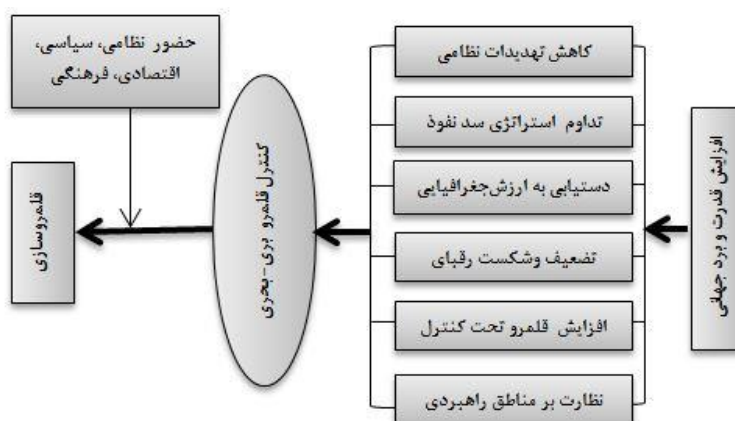 افزایش قدرت و برد جهانی
کاهش تهدیدات نظامی
تداوم استراتژی سد نفوذ
دستیابی به ارزش‌جغرافیایی
تضعیف وشکست رقبای
افزایش قلمرو تحت کنترل
نظارت بر مناطق راهبردی
کنترل قلمرو بری-بحری
حضور نظامی، سیاسی،
اقتصادی، فرهنگی
قلمروسازی